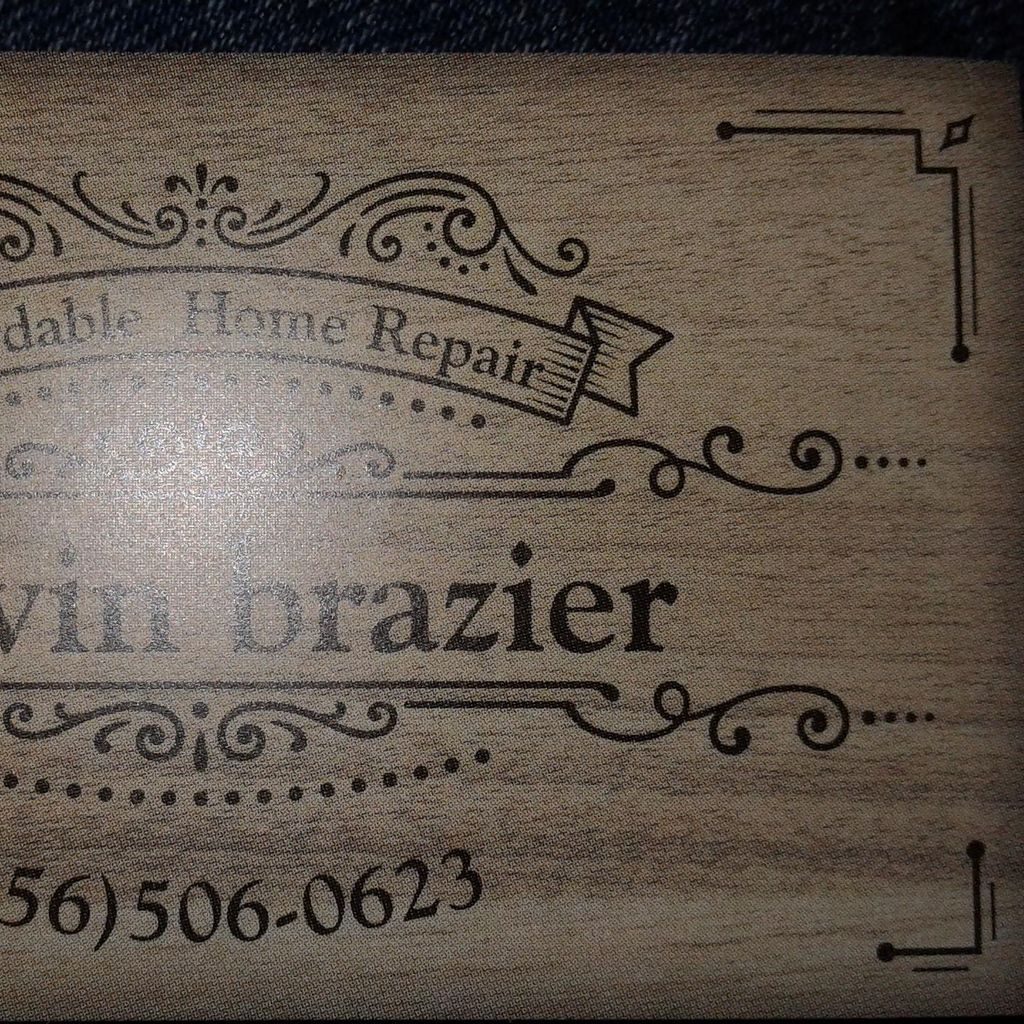 dable Home Repair
vin brazier
56)506-0623